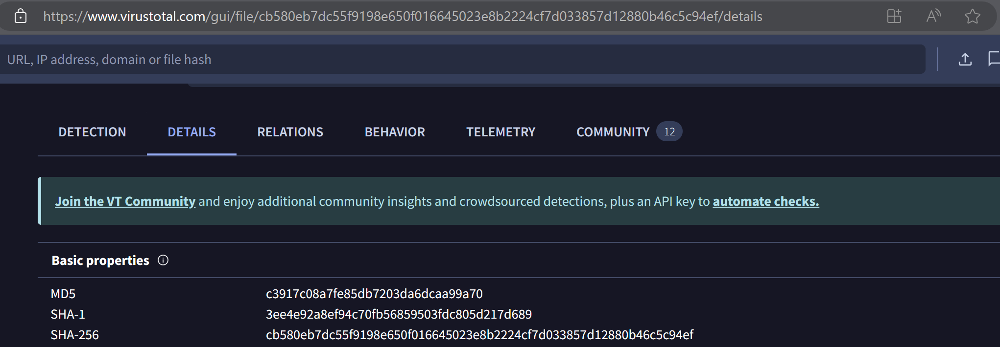 https://www.virustotal.com/gui/file/cb580eb7dc55f9198e650f016645023e8b2224cf7d033857d12880b46c5c94ef/details
URL, IP address, domain or file hash
DETECTION DETAILS RELATIONS BEHAVIOR TELEMETRY COMMUNITY 12
Join the VT Community and enjoy additional community insights and crowdsourced detections, plus an API key to automate checks.
Basic properties
MD5 c3917c08a7fe85db7203da6dcaa99a70
SHA-1 3ee4e92a8ef94c70fb56859503fdc805d217d689
SHA-256 cb580eb7dc55f9198e650f016645023e8b2224cf7d033857d12880b46c5c94ef